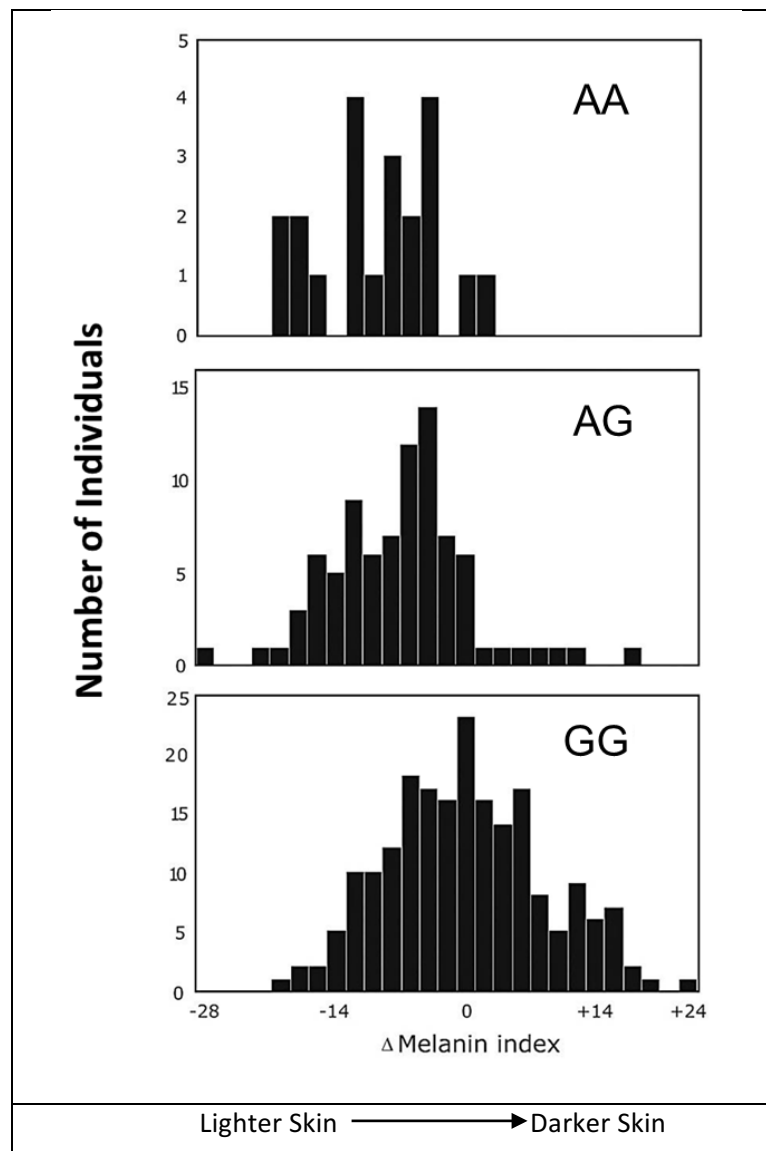 5
4
3
2
1
0
AA
Number of Individuals
15
10
5
0
AG
25
20
15
10
5
0
GG
-28 -14 0 +14 +24
Δ Melanin index
Lighter Skin Darker Skin